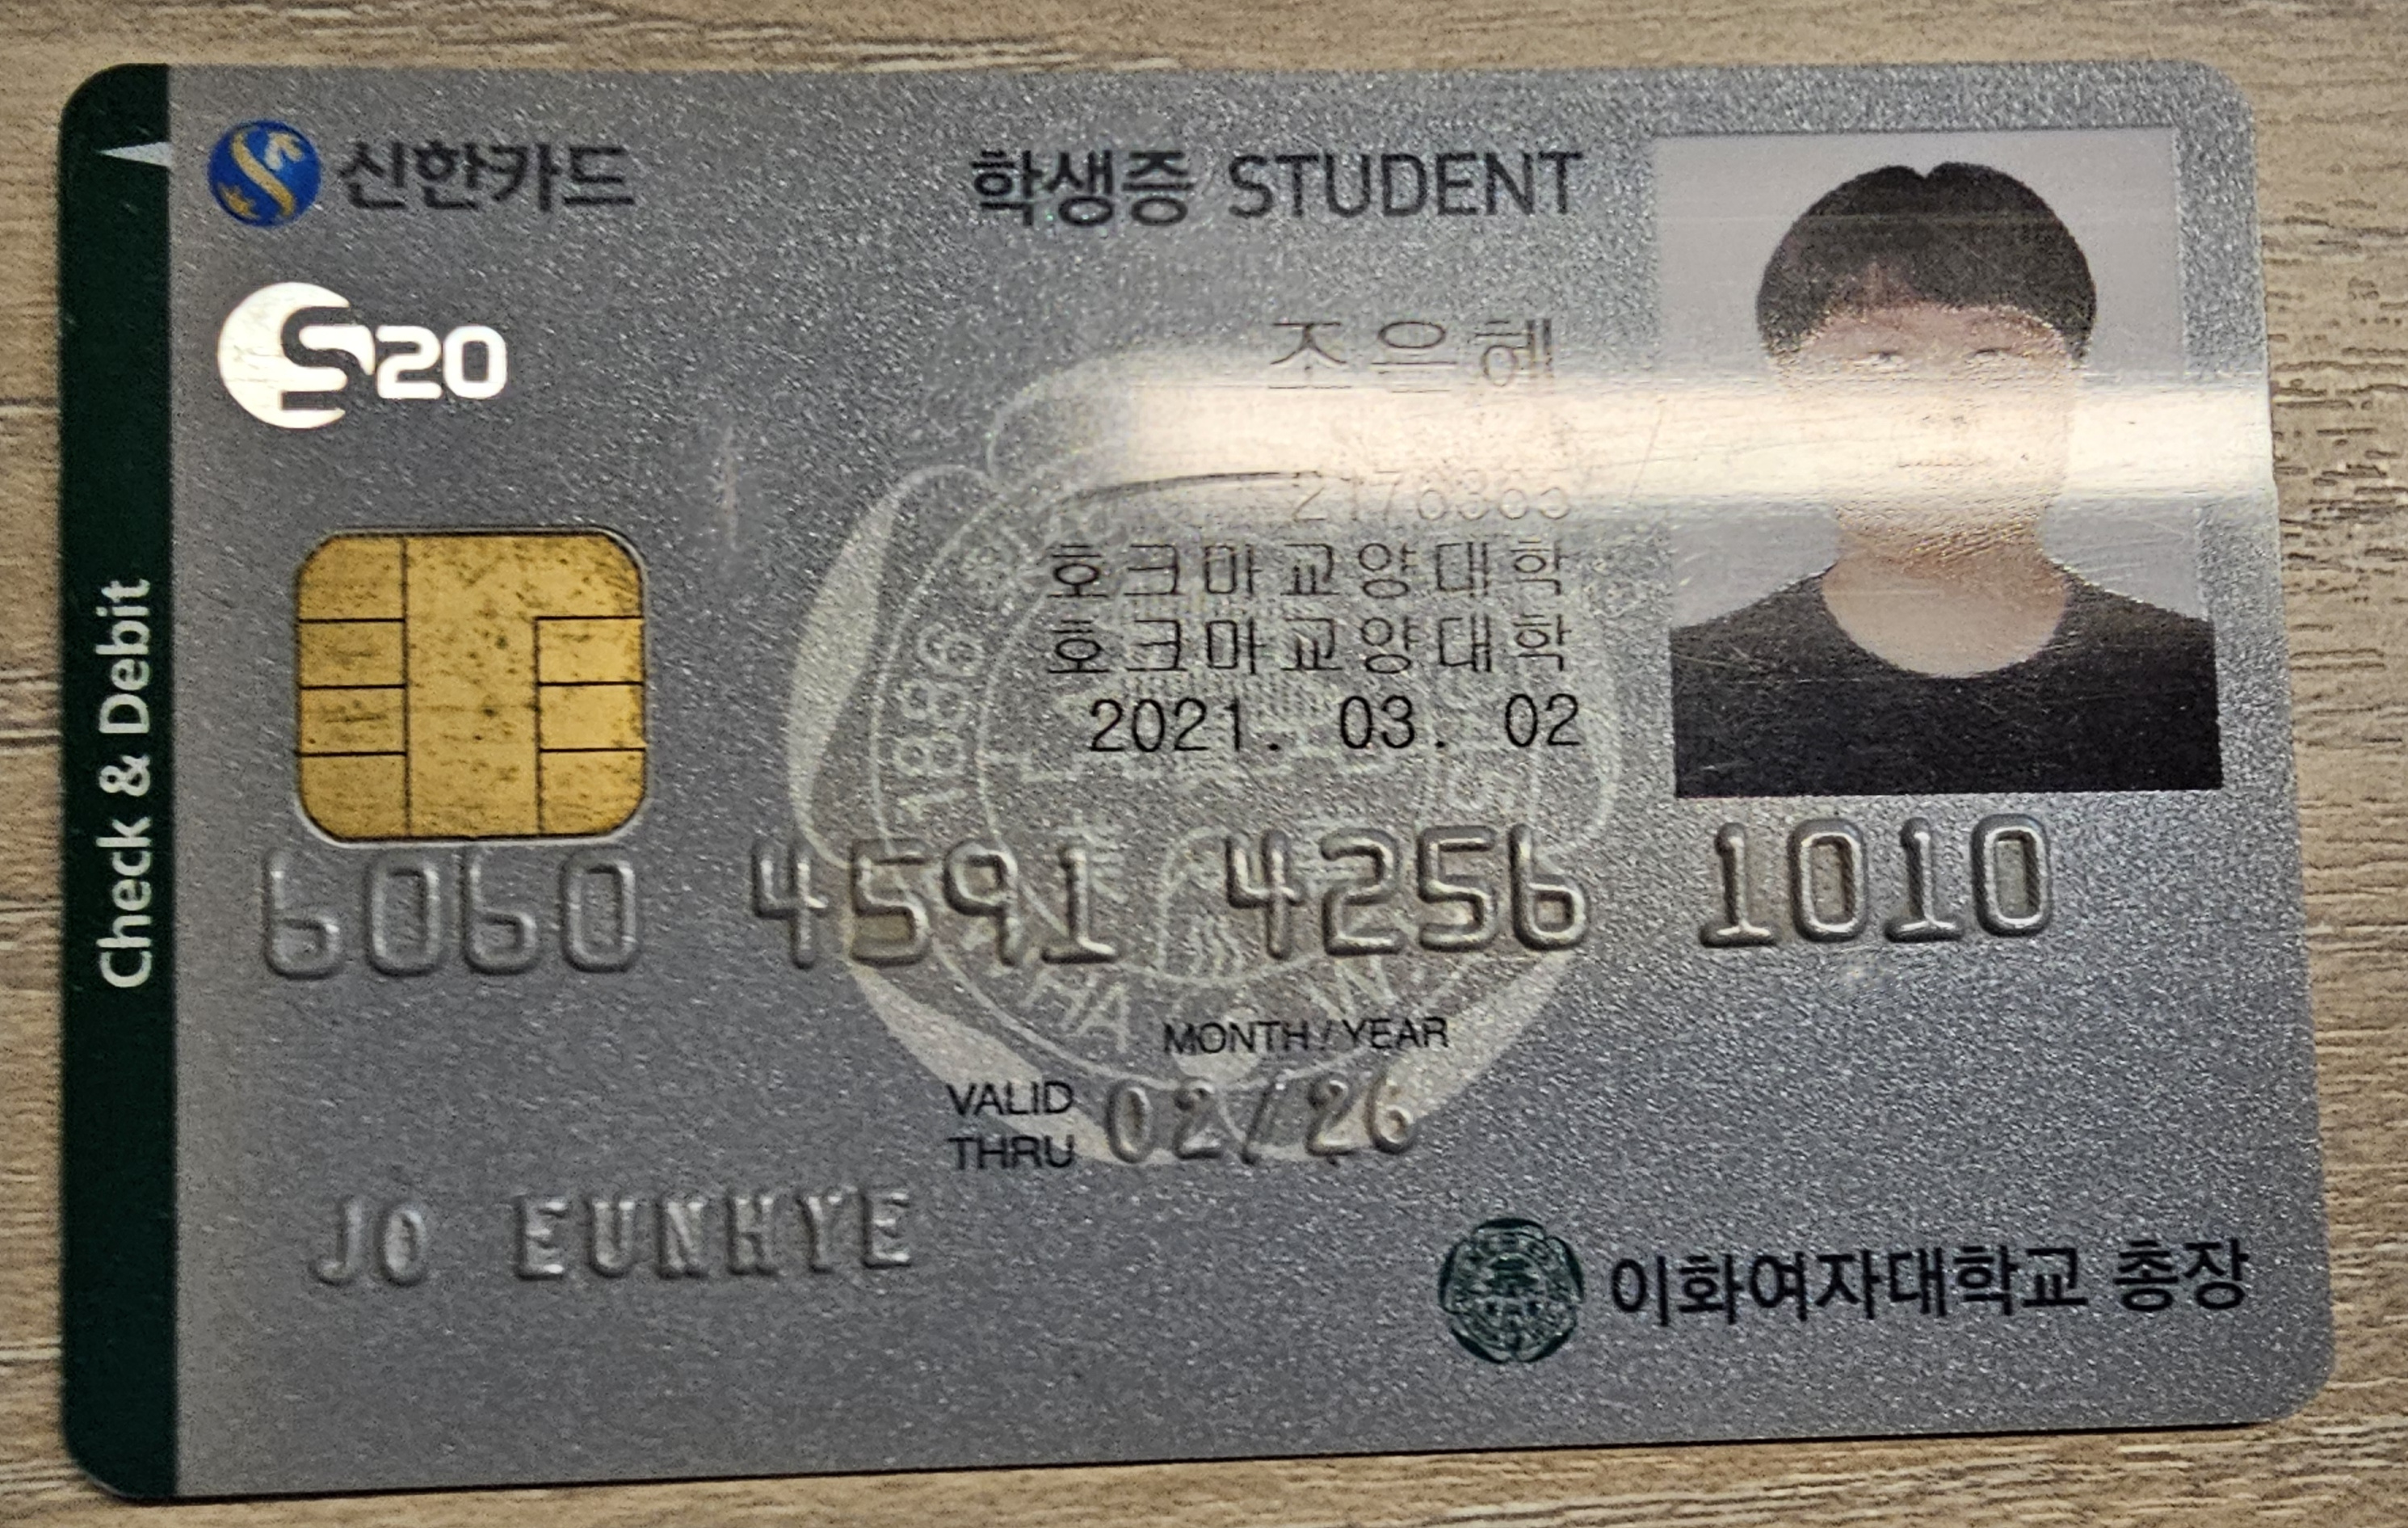 신한카드
학생증 STUDENT
S20
조은혜
호크마교양대학
호크마교양대학
2021. 03. 02
1886
Check & Debit
6060 4591 4256 1010
MONTH / YEAR
VALID THRU 02/26
JO EUNHYE
이화여자대학교 총장